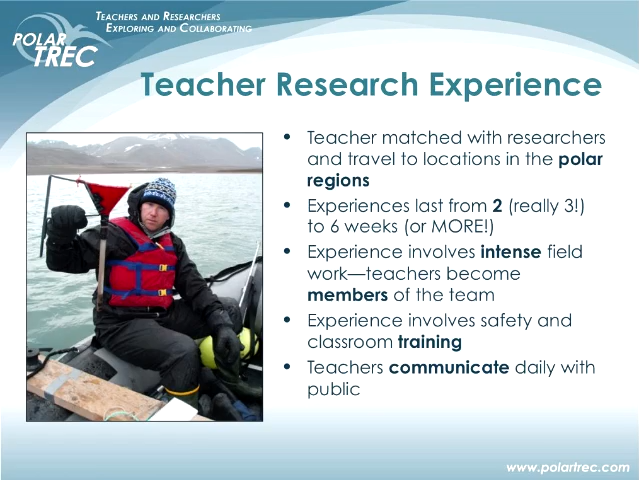 TEACHERS AND RESEARCHERS
EXPLORING AND COLLABORATING
POLAR
TREC
Teacher Research Experience
• Teacher matched with researchers
and travel to locations in the polar
regions
• Experiences last from 2 (really 3!)
to 6 weeks (or MORE!)
• Experience involves intense field
work—teachers become
members of the team
• Experience involves safety and
classroom training
• Teachers communicate daily with
public
www.polartrec.com